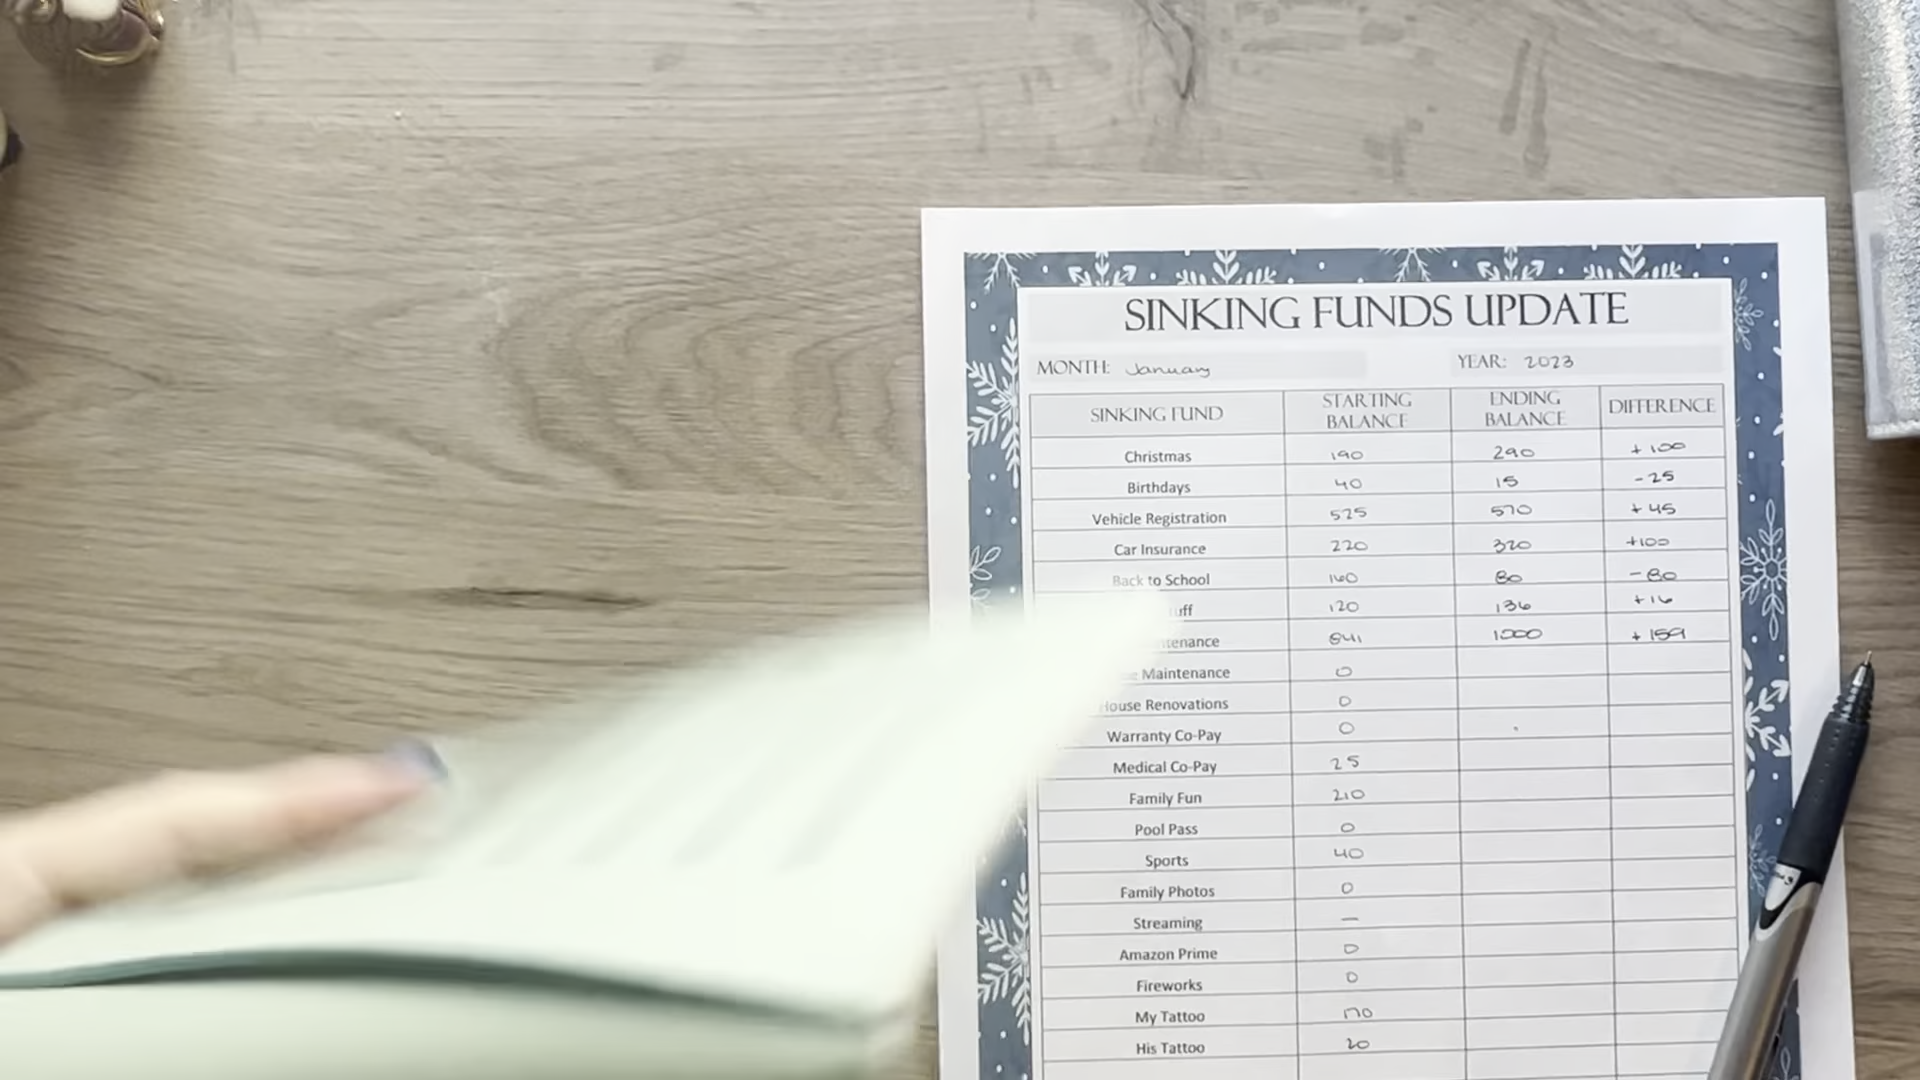 SINKING FUNDS UPDATE
MONTH: January YEAR: 2023
SINKING FUND STARTING BALANCE ENDING BALANCE DIFFERENCE
Christmas 190 290 +100
Birthdays 40 15 -25
Vehicle Registration 525 570 +45
Car Insurance 220 320 +100
Back to School 160 80 -80
120 136 +16
841 1000 +159
Maintenance 0
House Renovations 0
Warranty Co-Pay 0
Medical Co-Pay 25
Family Fun 210
Pool Pass 0
Sports 40
Family Photos 0
Streaming —
Amazon Prime 0
Fireworks 0
My Tattoo 170
His Tattoo 20